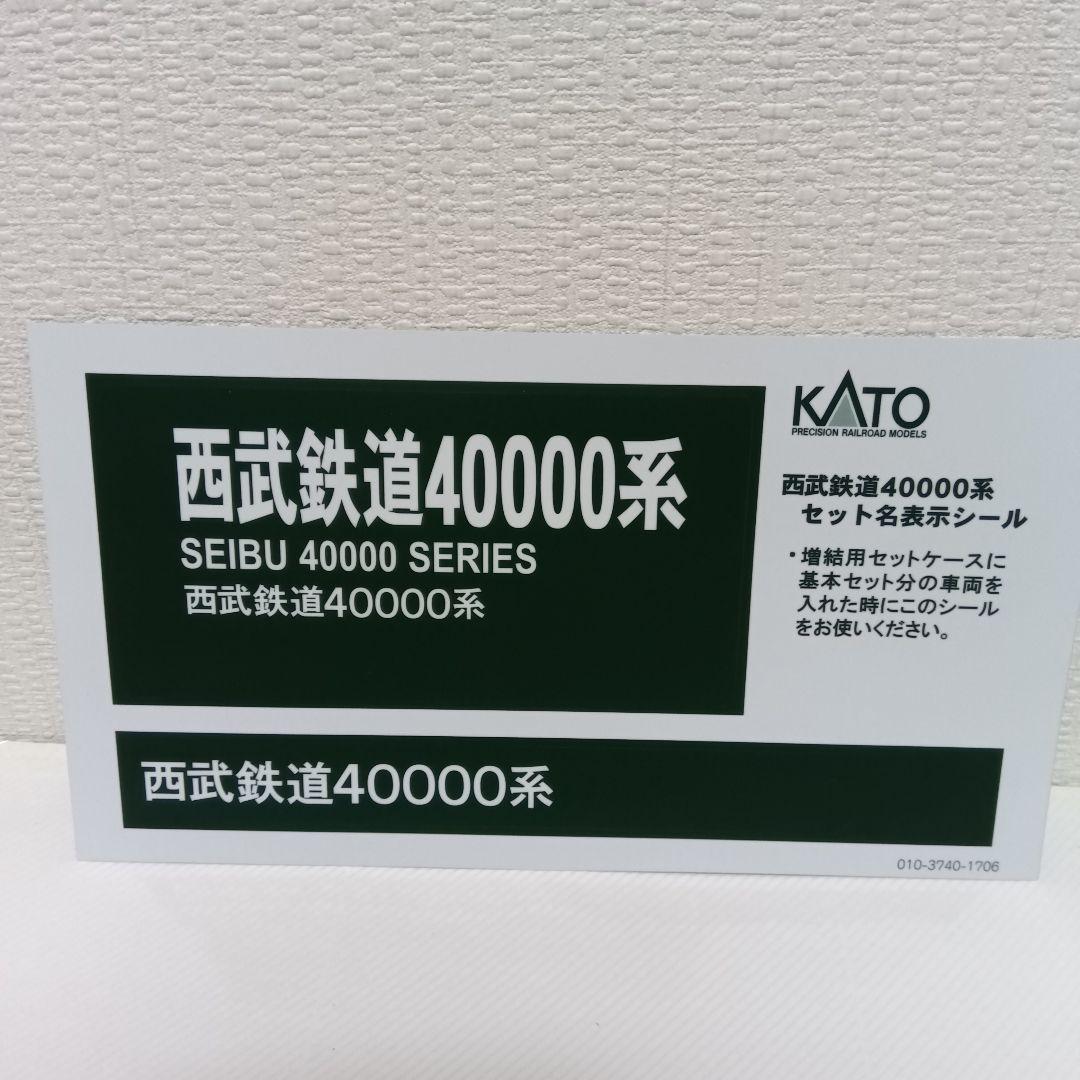 西武鉄道40000系
SEIBU 40000 SERIES
西武鉄道40000系
KATO
PRECISION RAILROAD MODELS
西武鉄道40000系
セット名表示シール
・増結用セットケースに
基本セット分の車両を
入れた時にこのシール
をお使いください。
西武鉄道40000系
010-3740-1706